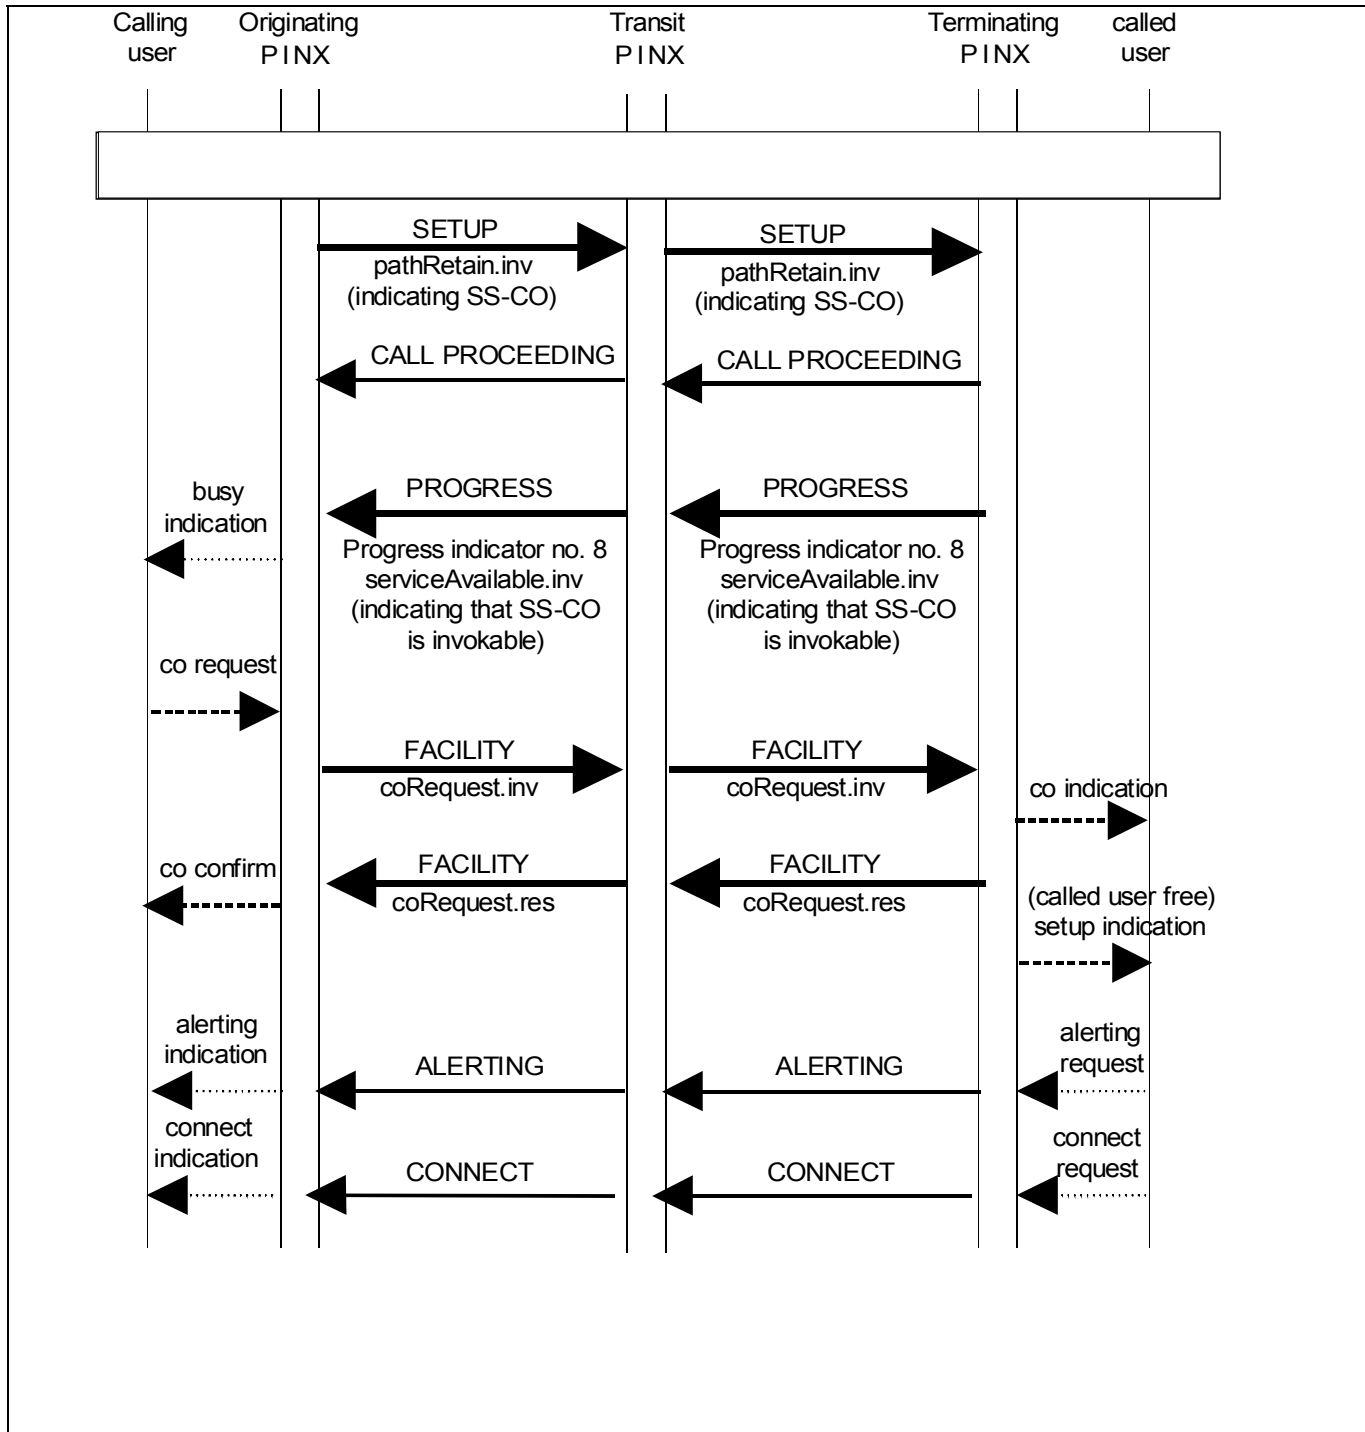 Calling user
Originating PINX
Transit PINX
Terminating PINX
called user
SETUP
pathRetain.inv
(indicating SS-CO)
SETUP
pathRetain.inv
(indicating SS-CO)
CALL PROCEEDING
CALL PROCEEDING
busy
indication
PROGRESS
Progress indicator no. 8
serviceAvailable.inv
(indicating that SS-CO
is invokable)
PROGRESS
Progress indicator no. 8
serviceAvailable.inv
(indicating that SS-CO
is invokable)
co request
FACILITY
coRequest.inv
FACILITY
coRequest.inv
co indication
co confirm
FACILITY
coRequest.res
FACILITY
coRequest.res
(called user free)
setup indication
alerting
indication
ALERTING
ALERTING
alerting
request
connect
indication
CONNECT
CONNECT
connect
request